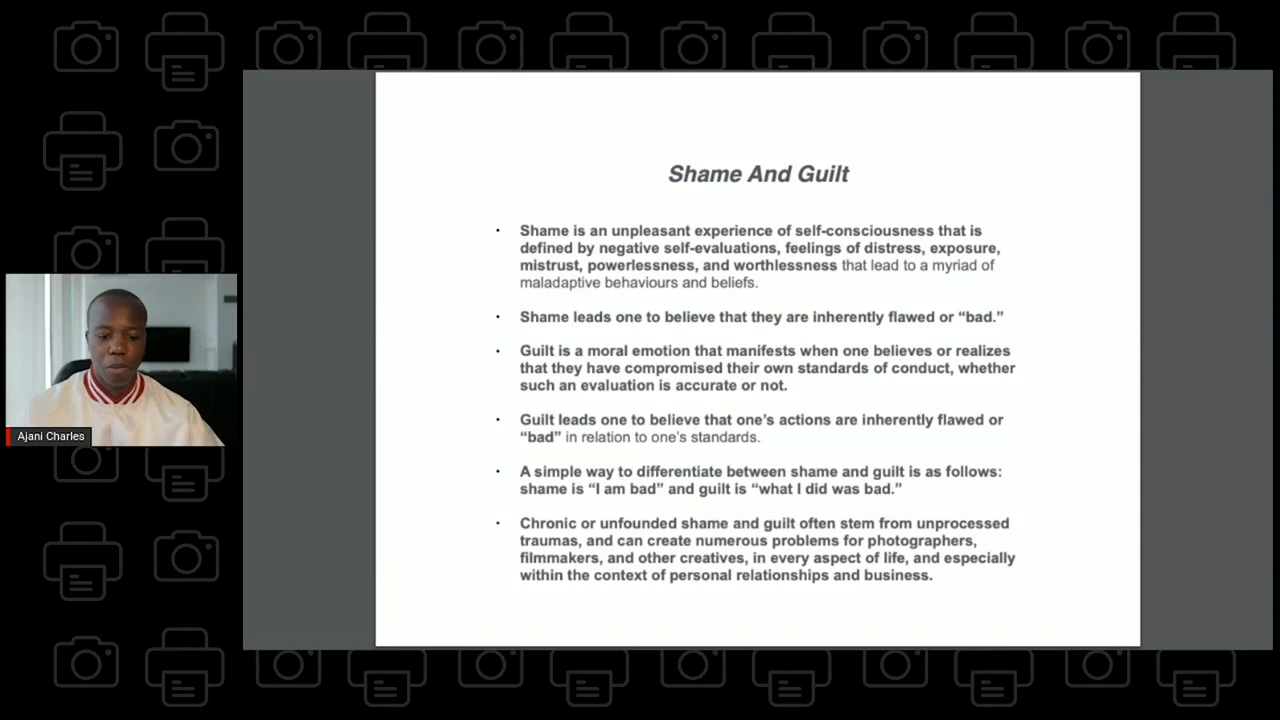 Shame And Guilt
· Shame is an unpleasant experience of self-consciousness that is
defined by negative self-evaluations, feelings of distress, exposure,
mistrust, powerlessness, and worthlessness that lead to a myriad of
maladaptive behaviours and beliefs.
· Shame leads one to believe that they are inherently flawed or “bad.”
· Guilt is a moral emotion that manifests when one believes or realizes
that they have compromised their own standards of conduct, whether
such an evaluation is accurate or not.
· Guilt leads one to believe that one’s actions are inherently flawed or
“bad” in relation to one’s standards.
· A simple way to differentiate between shame and guilt is as follows:
shame is “I am bad” and guilt is “what I did was bad.”
· Chronic or unfounded shame and guilt often stem from unprocessed
traumas, and can create numerous problems for photographers,
filmmakers, and other creatives, in every aspect of life, and especially
within the context of personal relationships and business.
Ajani Charles